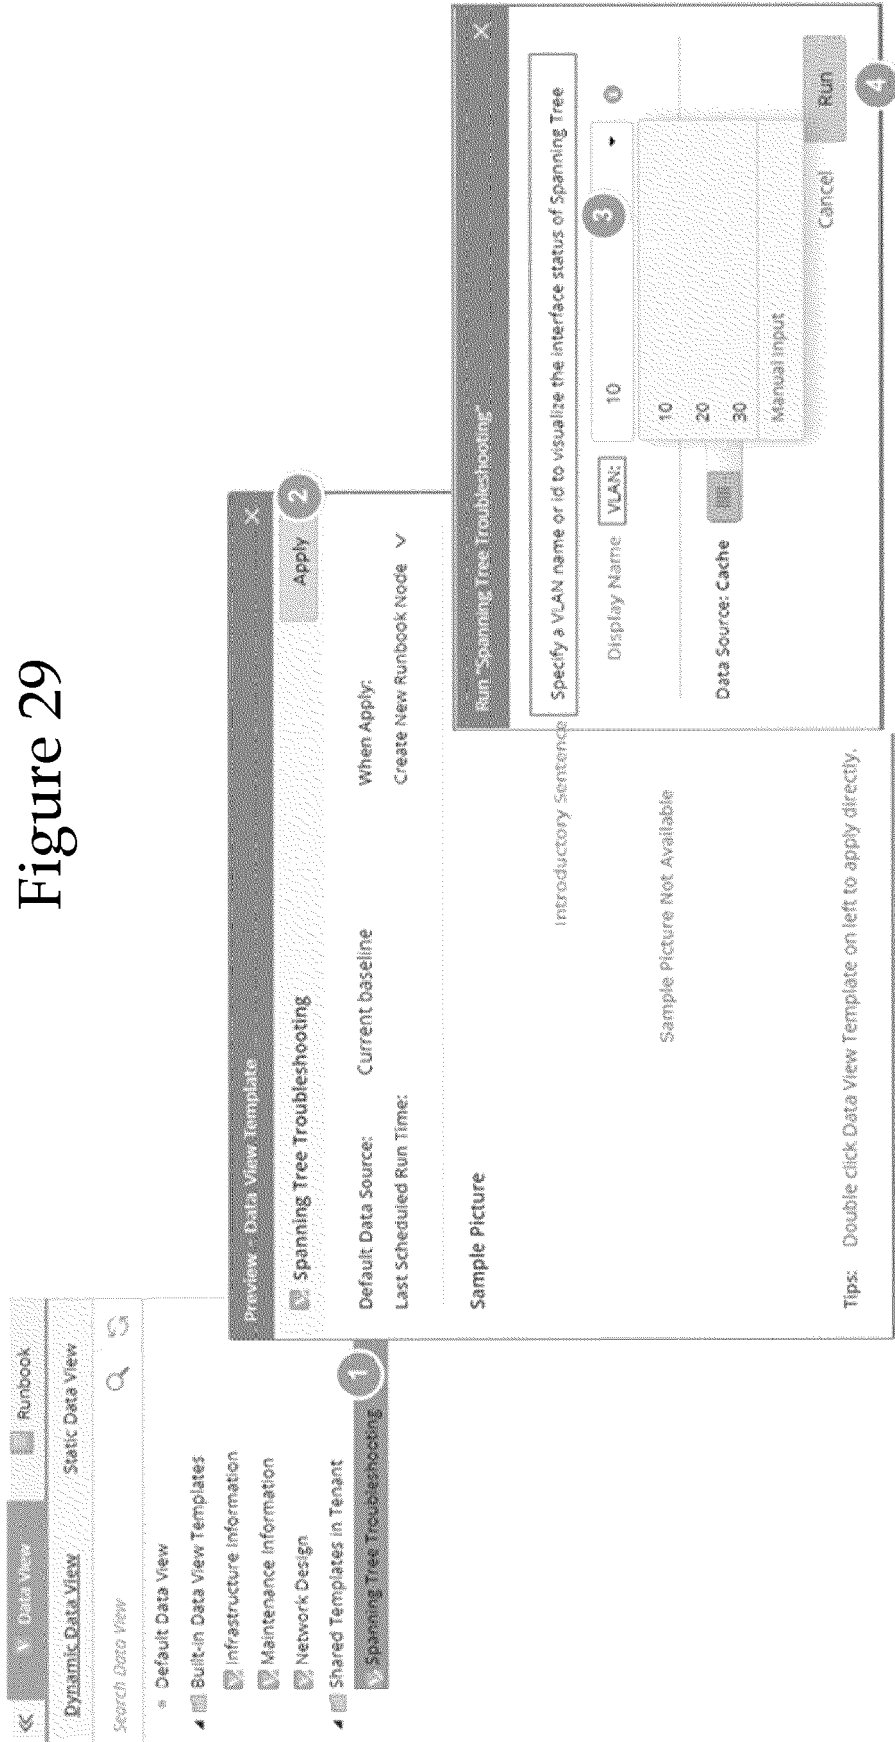 Figure 29
Data View
Runbook
Dynamic Data View
Static Data View
Search Data View
Default Data View
Built-in Data View Templates
Infrastructure Information
Maintenance Information
Network Design
Shared Templates in Tenant
Spanning Tree Troubleshooting
1
Preview - Data View Template
Spanning Tree Troubleshooting
Apply
2
Default Data Source: Current baseline
When Apply:
Last Scheduled Run Time:
Create New Runbook Node
Sample Picture
Sample Picture Not Available
Tips: Double click Data View Template on left to apply directly.
Run "Spanning Tree Troubleshooting"
Introductory Sentence
Specify a VLAN name or id to visualize the interface status of Spanning Tree
Display Name
VLAN:
10
3
10
20
30
Manual Input
Data Source: Cache
Cancel
Run
4